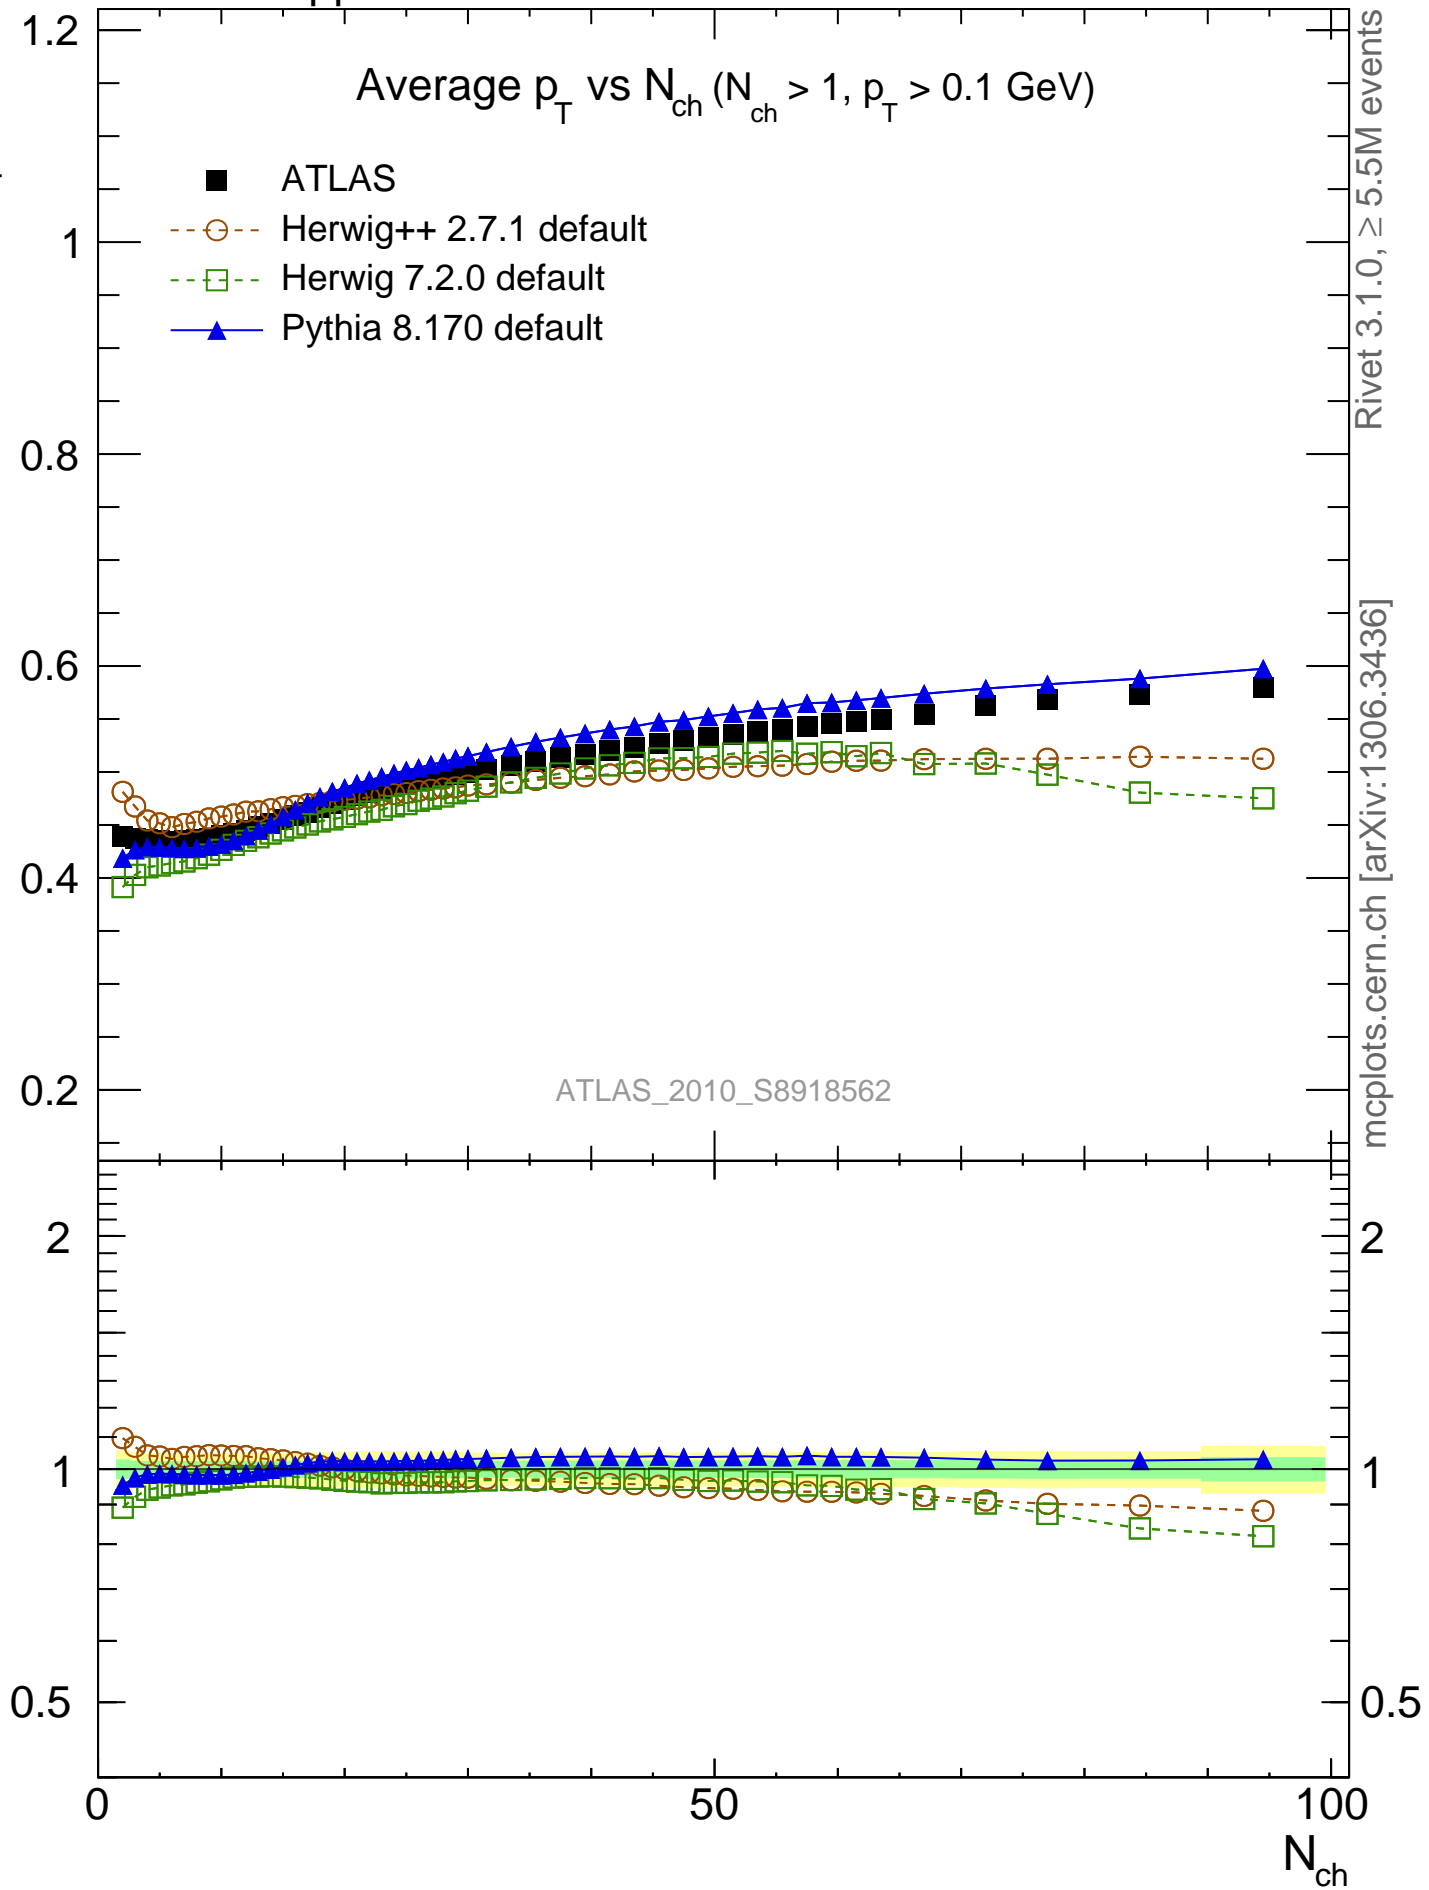 Average p_T vs N_ch (N_ch > 1, p_T > 0.1 GeV)
ATLAS
Herwig++ 2.7.1 default
Herwig 7.2.0 default
Pythia 8.170 default
1.2
1
0.8
0.6
0.4
0.2
ATLAS_2010_S8918562
Rivet 3.1.0, ≥ 5.5M events
mcplots.cern.ch [arXiv:1306.3436]
2
1
0.5
2
1
0.5
0
50
100
N_ch